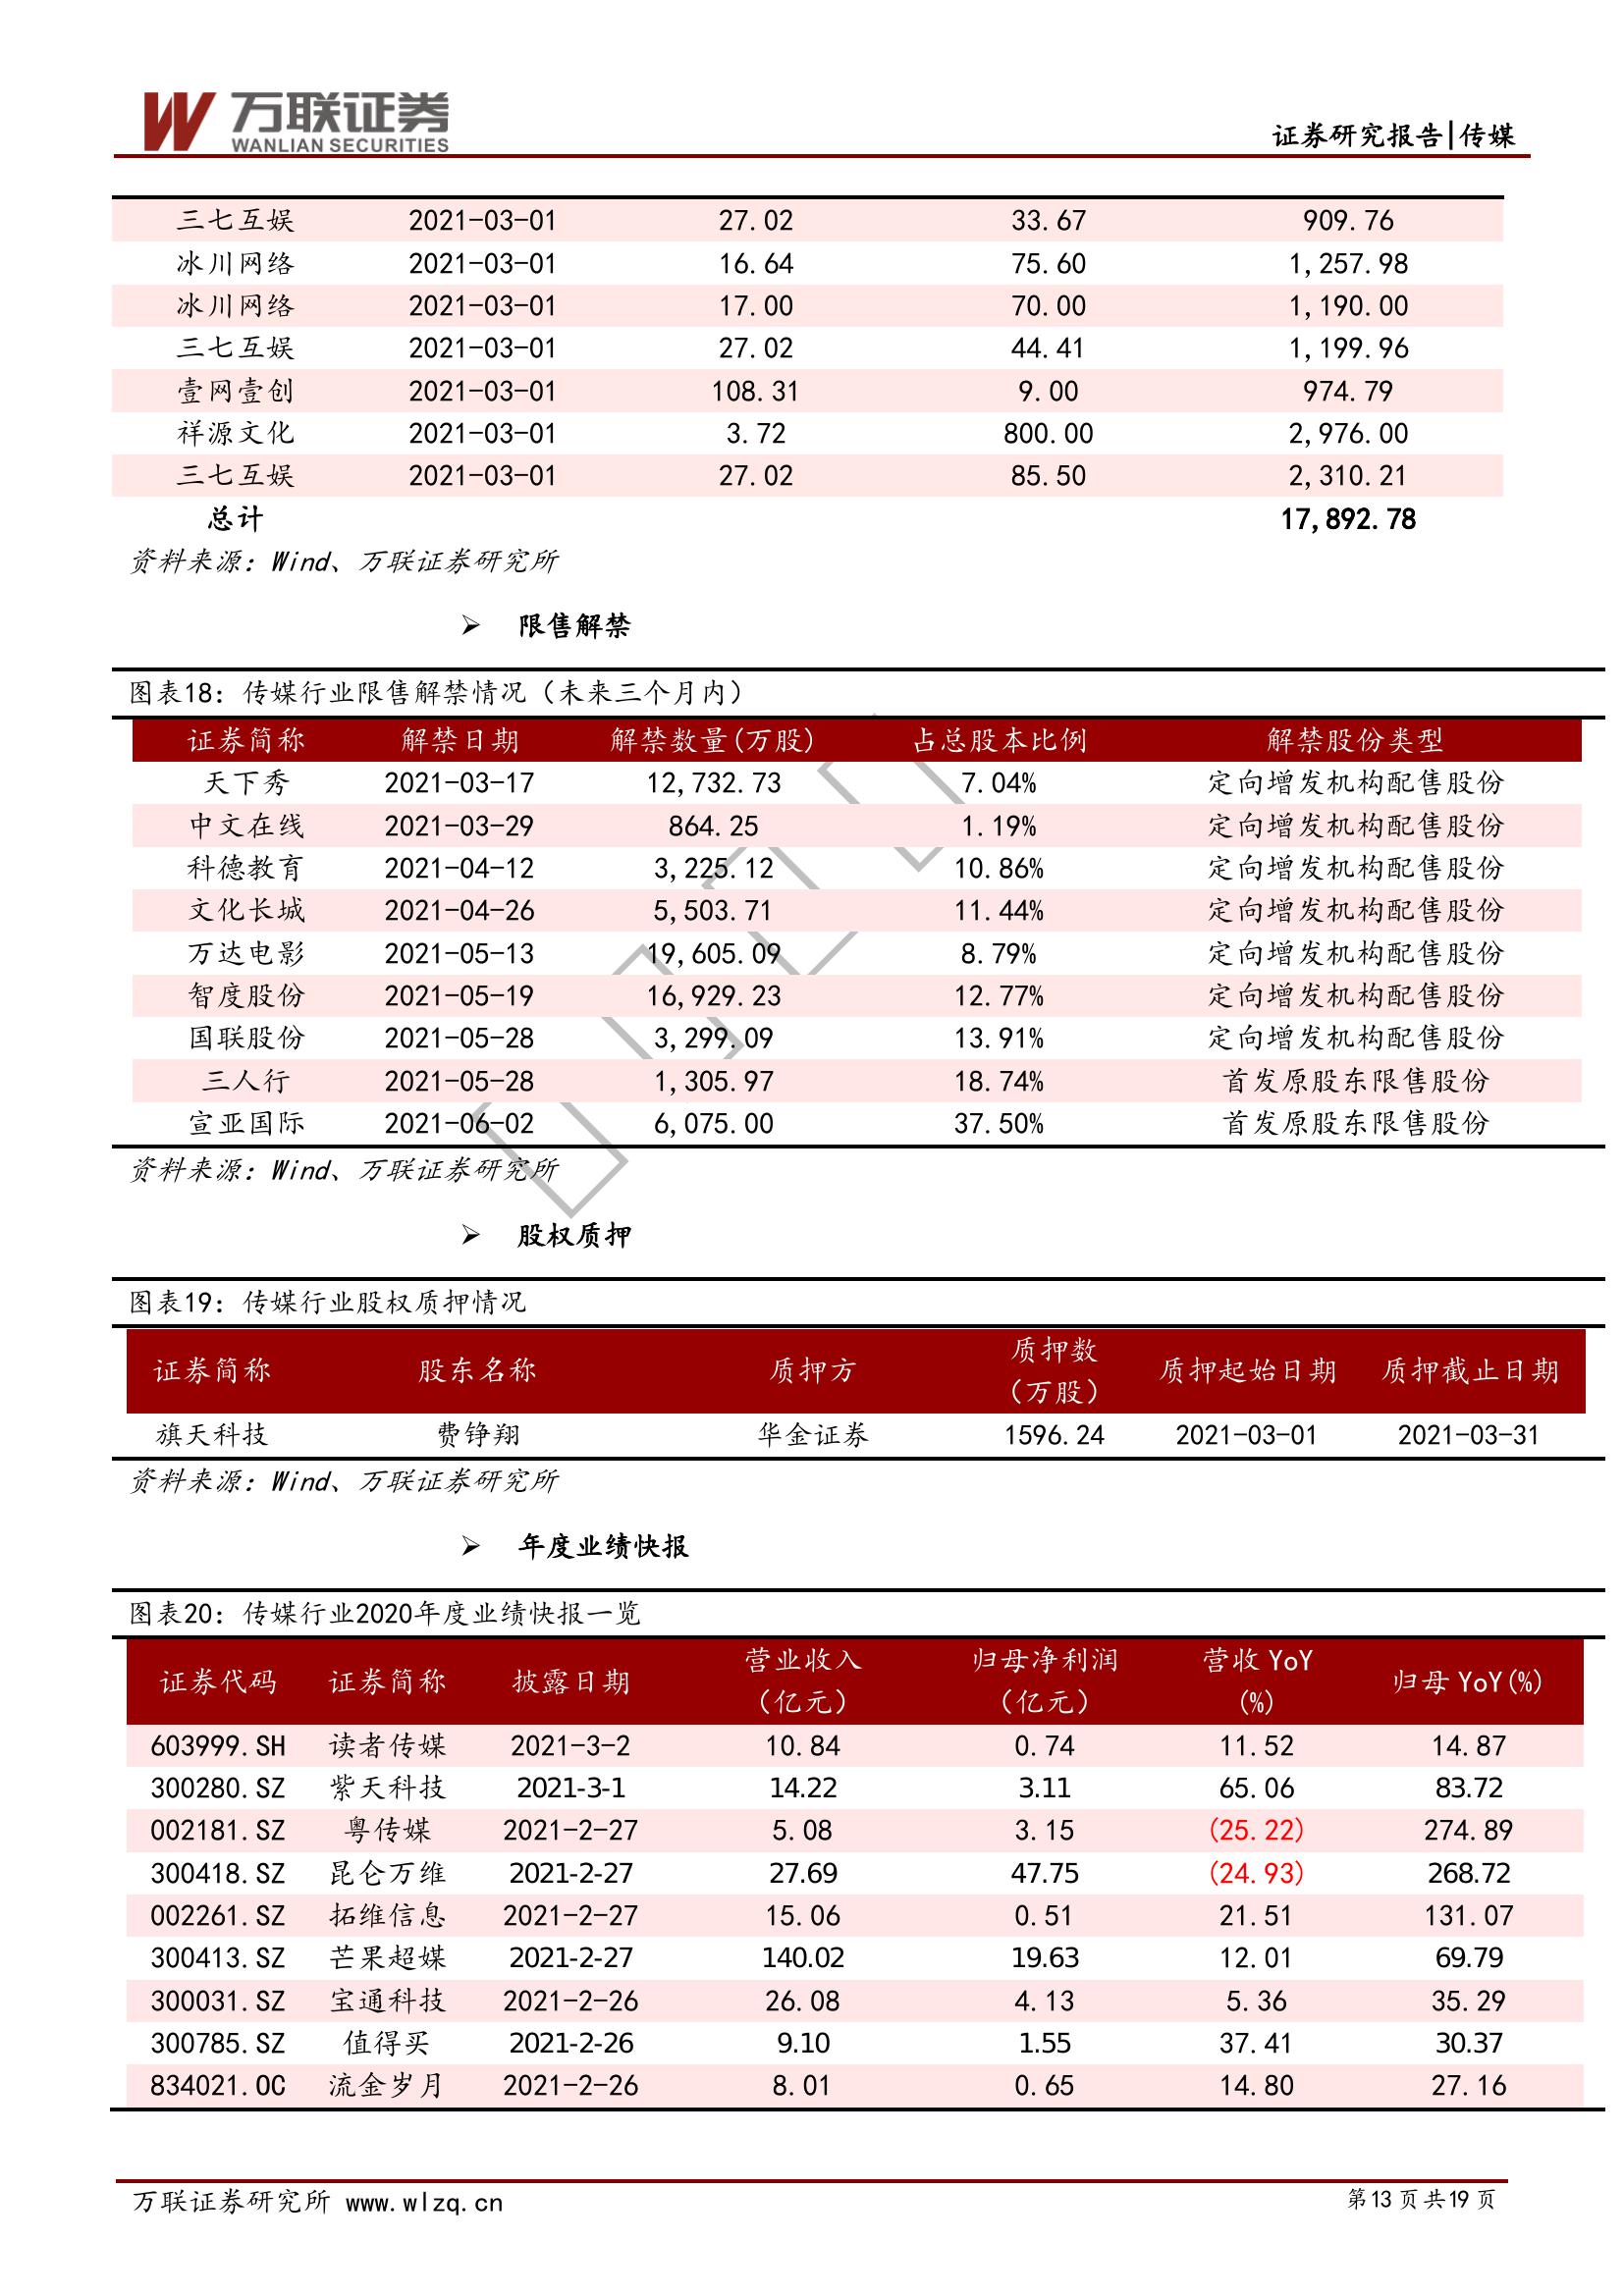 万联证券
WANLIAN SECURITIES
证券研究报告|传媒
三七互娱 2021-03-01 27.02 33.67 909.76
冰川网络 2021-03-01 16.64 75.60 1,257.98
冰川网络 2021-03-01 17.00 70.00 1,190.00
三七互娱 2021-03-01 27.02 44.41 1,199.96
壹网壹创 2021-03-01 108.31 9.00 974.79
祥源文化 2021-03-01 3.72 800.00 2,976.00
三七互娱 2021-03-01 27.02 85.50 2,310.21
总计 17,892.78
资料来源：Wind、万联证券研究所
➢ 限售解禁
图表18：传媒行业限售解禁情况（未来三个月内）
证券简称 解禁日期 解禁数量(万股) 占总股本比例 解禁股份类型
天下秀 2021-03-17 12,732.73 7.04% 定向增发机构配售股份
中文在线 2021-03-29 864.25 1.19% 定向增发机构配售股份
科德教育 2021-04-12 3,225.12 10.86% 定向增发机构配售股份
文化长城 2021-04-26 5,503.71 11.44% 定向增发机构配售股份
万达电影 2021-05-13 19,605.09 8.79% 定向增发机构配售股份
智度股份 2021-05-19 16,929.23 12.77% 定向增发机构配售股份
国联股份 2021-05-28 3,299.09 13.91% 定向增发机构配售股份
三人行 2021-05-28 1,305.97 18.74% 首发原股东限售股份
宣亚国际 2021-06-02 6,075.00 37.50% 首发原股东限售股份
资料来源：Wind、万联证券研究所
➢ 股权质押
图表19：传媒行业股权质押情况
证券简称 股东名称 质押方 质押数（万股） 质押起始日期 质押截止日期
旗天科技 费铮翔 华金证券 1596.24 2021-03-01 2021-03-31
资料来源：Wind、万联证券研究所
➢ 年度业绩快报
图表20：传媒行业2020年度业绩快报一览
证券代码 证券简称 披露日期 营业收入（亿元） 归母净利润（亿元） 营收 YoY (%) 归母 YoY(%)
603999.SH 读者传媒 2021-3-2 10.84 0.74 11.52 14.87
300280.SZ 紫天科技 2021-3-1 14.22 3.11 65.06 83.72
002181.SZ 粤传媒 2021-2-27 5.08 3.15 (25.22) 274.89
300418.SZ 昆仑万维 2021-2-27 27.69 47.75 (24.93) 268.72
002261.SZ 拓维信息 2021-2-27 15.06 0.51 21.51 131.07
300413.SZ 芒果超媒 2021-2-27 140.02 19.63 12.01 69.79
300031.SZ 宝通科技 2021-2-26 26.08 4.13 5.36 35.29
300785.SZ 值得买 2021-2-26 9.10 1.55 37.41 30.37
834021.OC 流金岁月 2021-2-26 8.01 0.65 14.80 27.16
万联证券研究所 www.wlzq.cn 第13页共19页